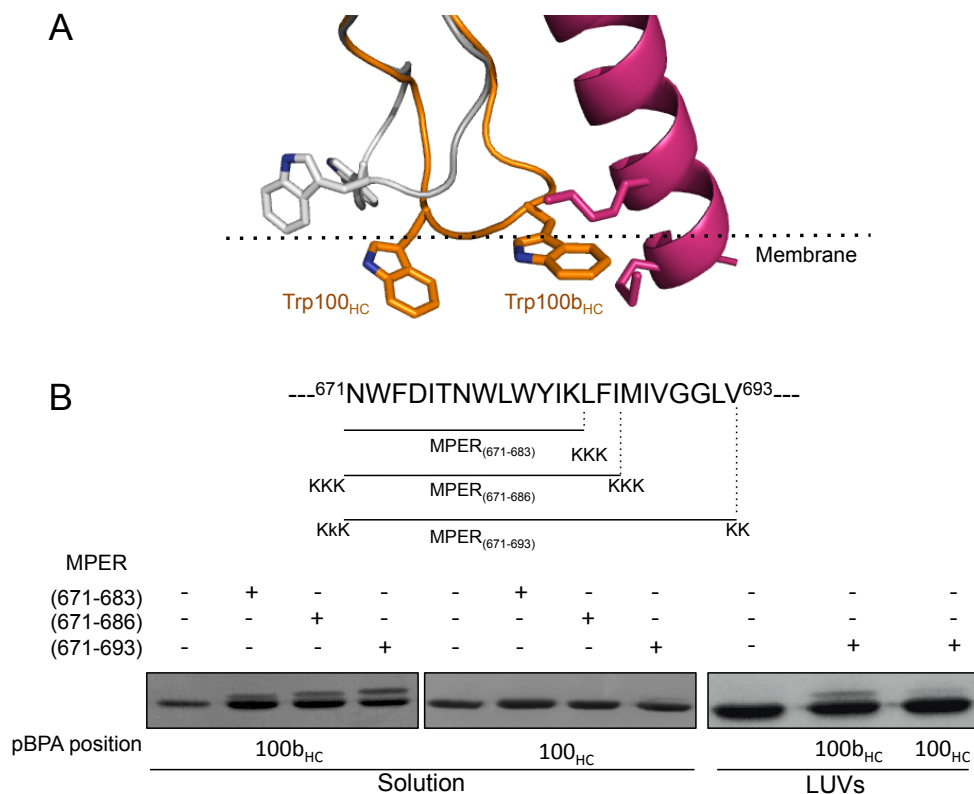 A
Membrane
Trp100HC Trp100bHC
B
---671NWFDITNWLWYIKLFIMIVGGLV693---
MPER(671-683) KKK
KKK MPER(671-686) KKK
KkK MPER(671-693) KK
MPER
(671-683) - + - - - + - - - - -
(671-686) - - + - - - + - - - -
(671-693) - - - + - - - + - + +
pBPA position 100bHC 100HC 100bHC 100HC
Solution LUVs